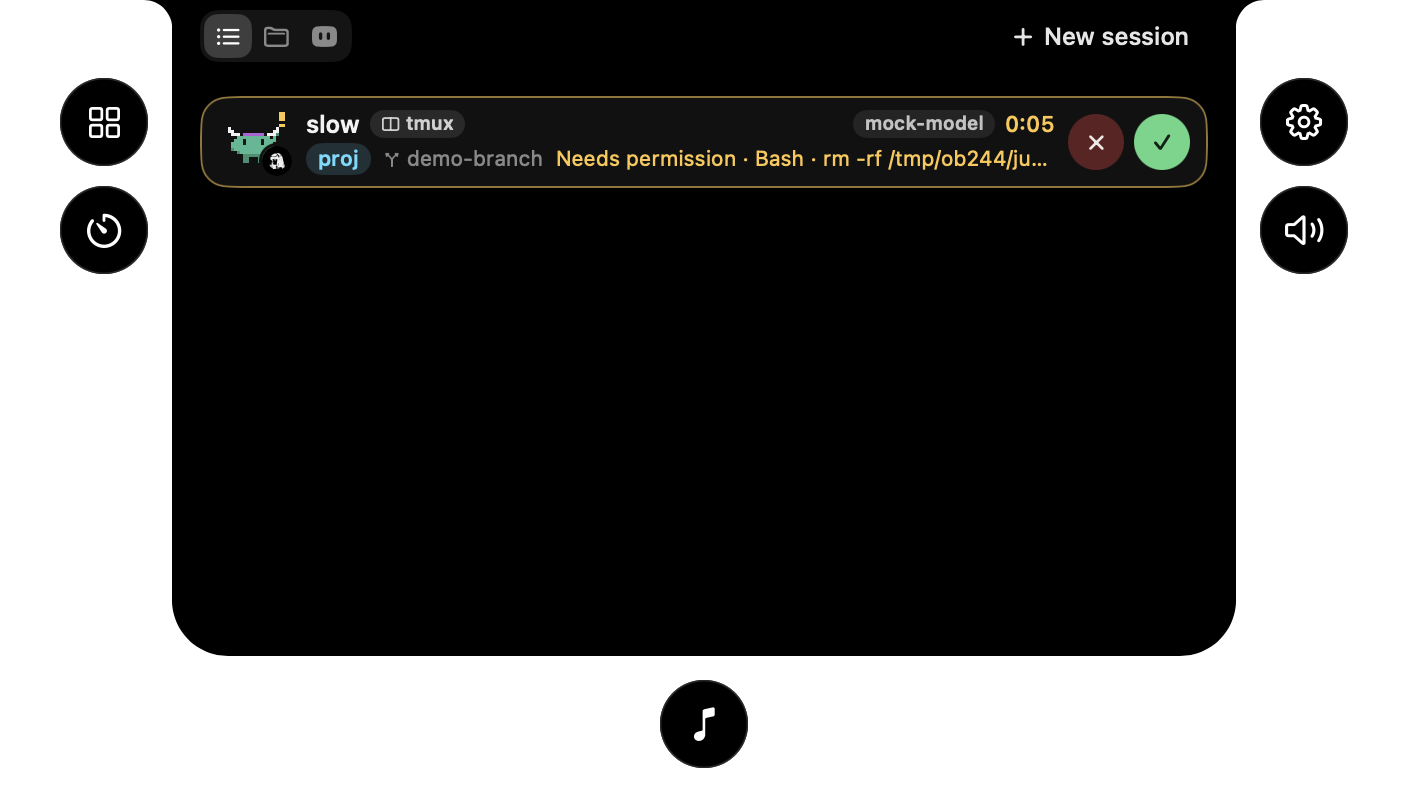 New session
slow tmux mock-model 0:05
proj demo-branch Needs permission · Bash · rm -rf /tmp/ob244/ju...